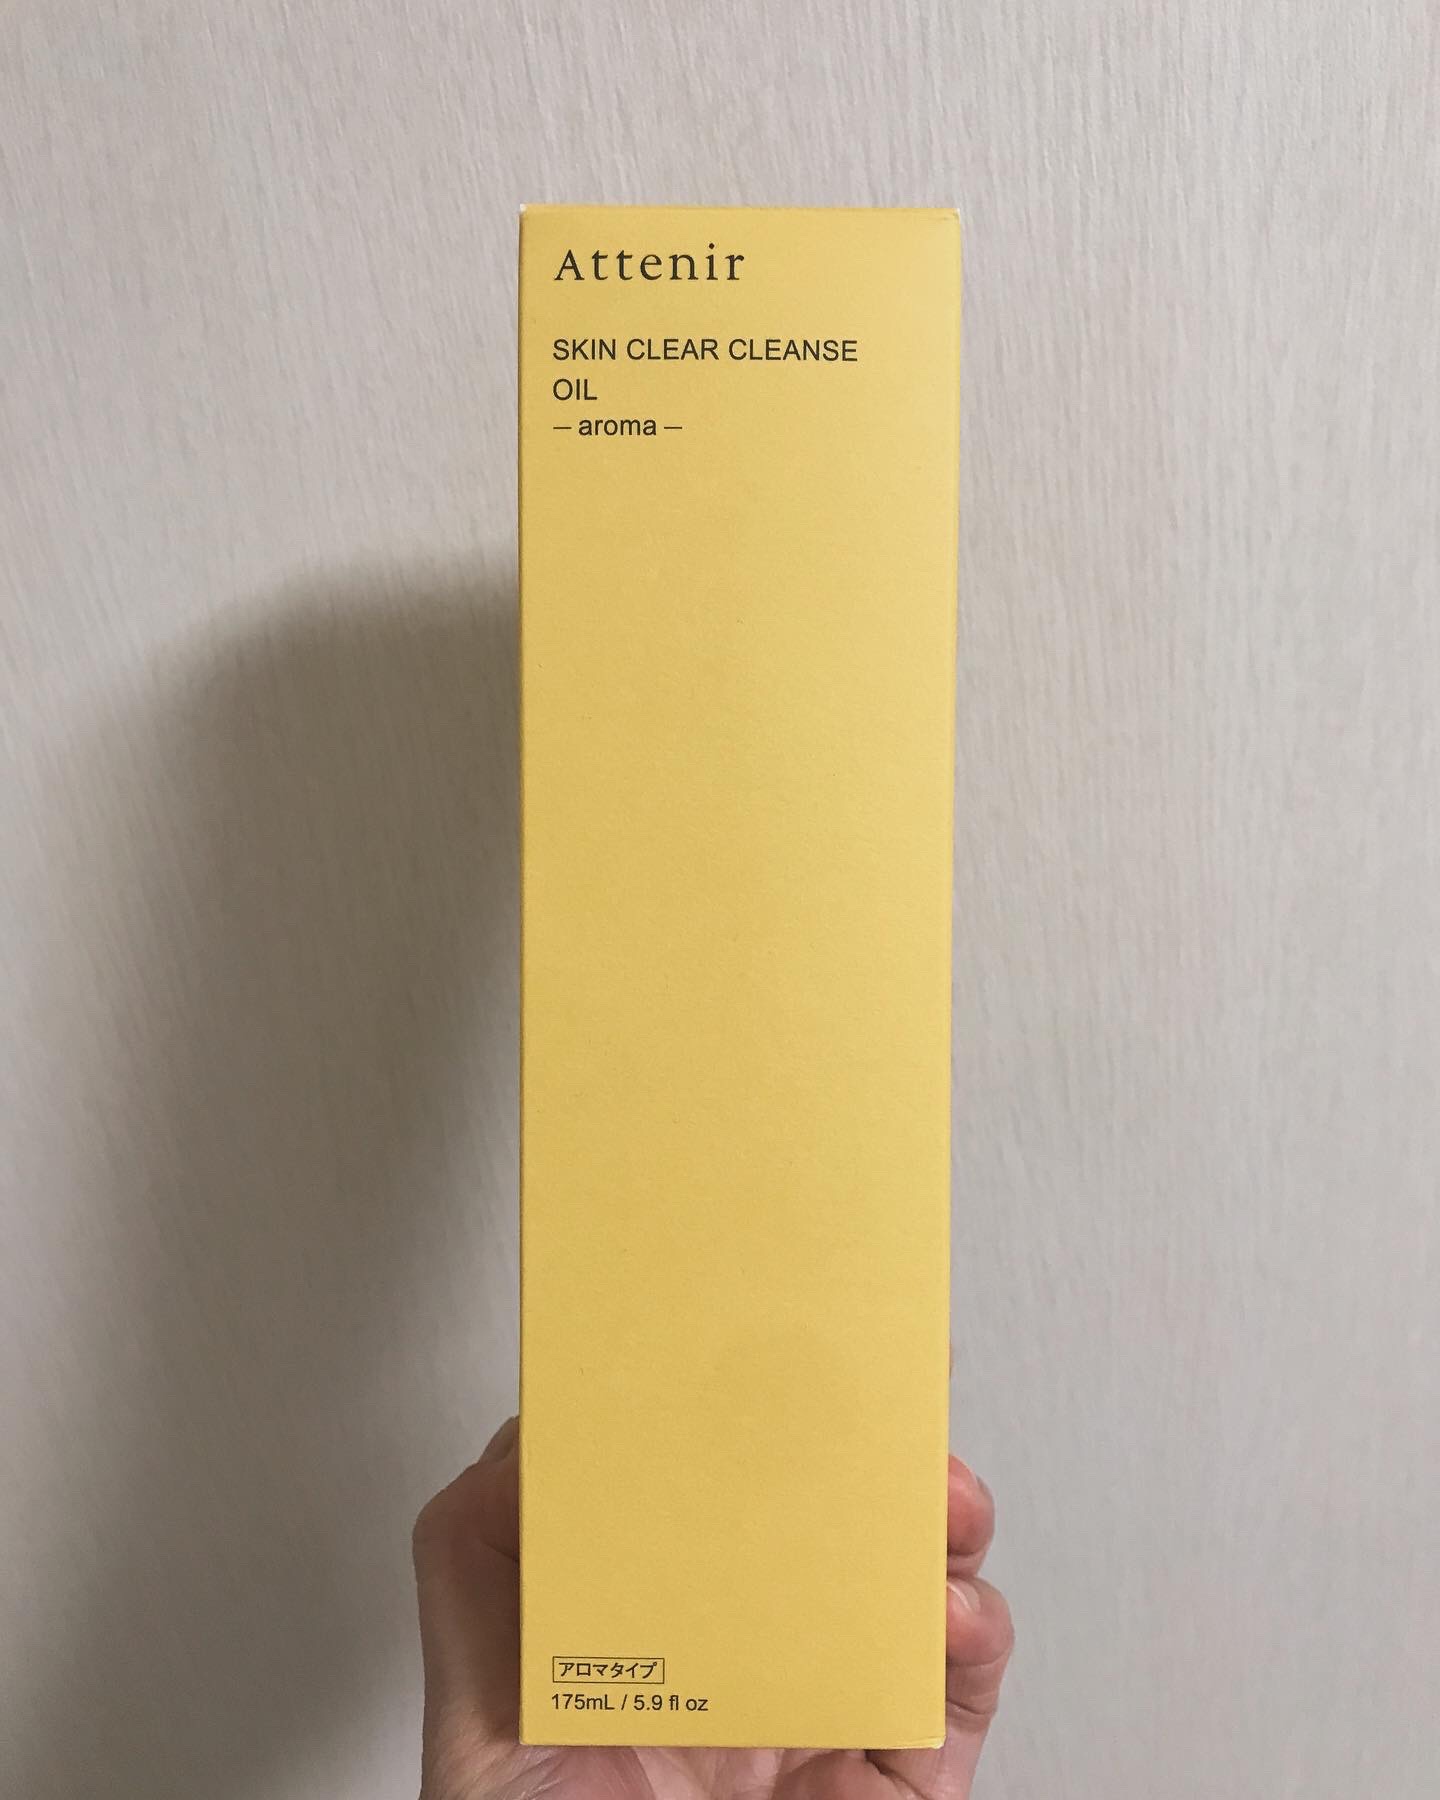 Attenir
SKIN CLEAR CLEANSE
OIL
— aroma —
アロマタイプ
175mL / 5.9 fl oz